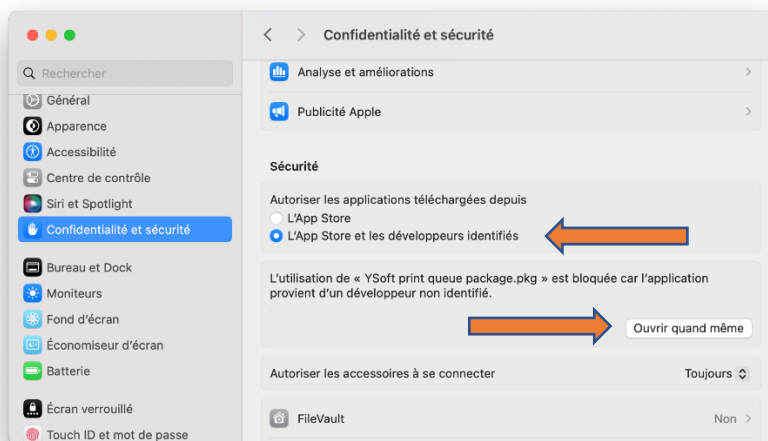 Confidentialité et sécurité
Rechercher
Général
Apparence
Accessibilité
Centre de contrôle
Siri et Spotlight
Confidentialité et sécurité
Bureau et Dock
Moniteurs
Fond d'écran
Économiseur d'écran
Batterie
Écran verrouillé
Touch ID et mot de passe
Analyse et améliorations
Publicité Apple
Sécurité
Autoriser les applications téléchargées depuis
L'App Store
L'App Store et les développeurs identifiés
L'utilisation de « YSoft print queue package.pkg » est bloquée car l'application
provient d'un développeur non identifié.
Ouvrir quand même
Autoriser les accessoires à se connecter Toujours
FileVault Non